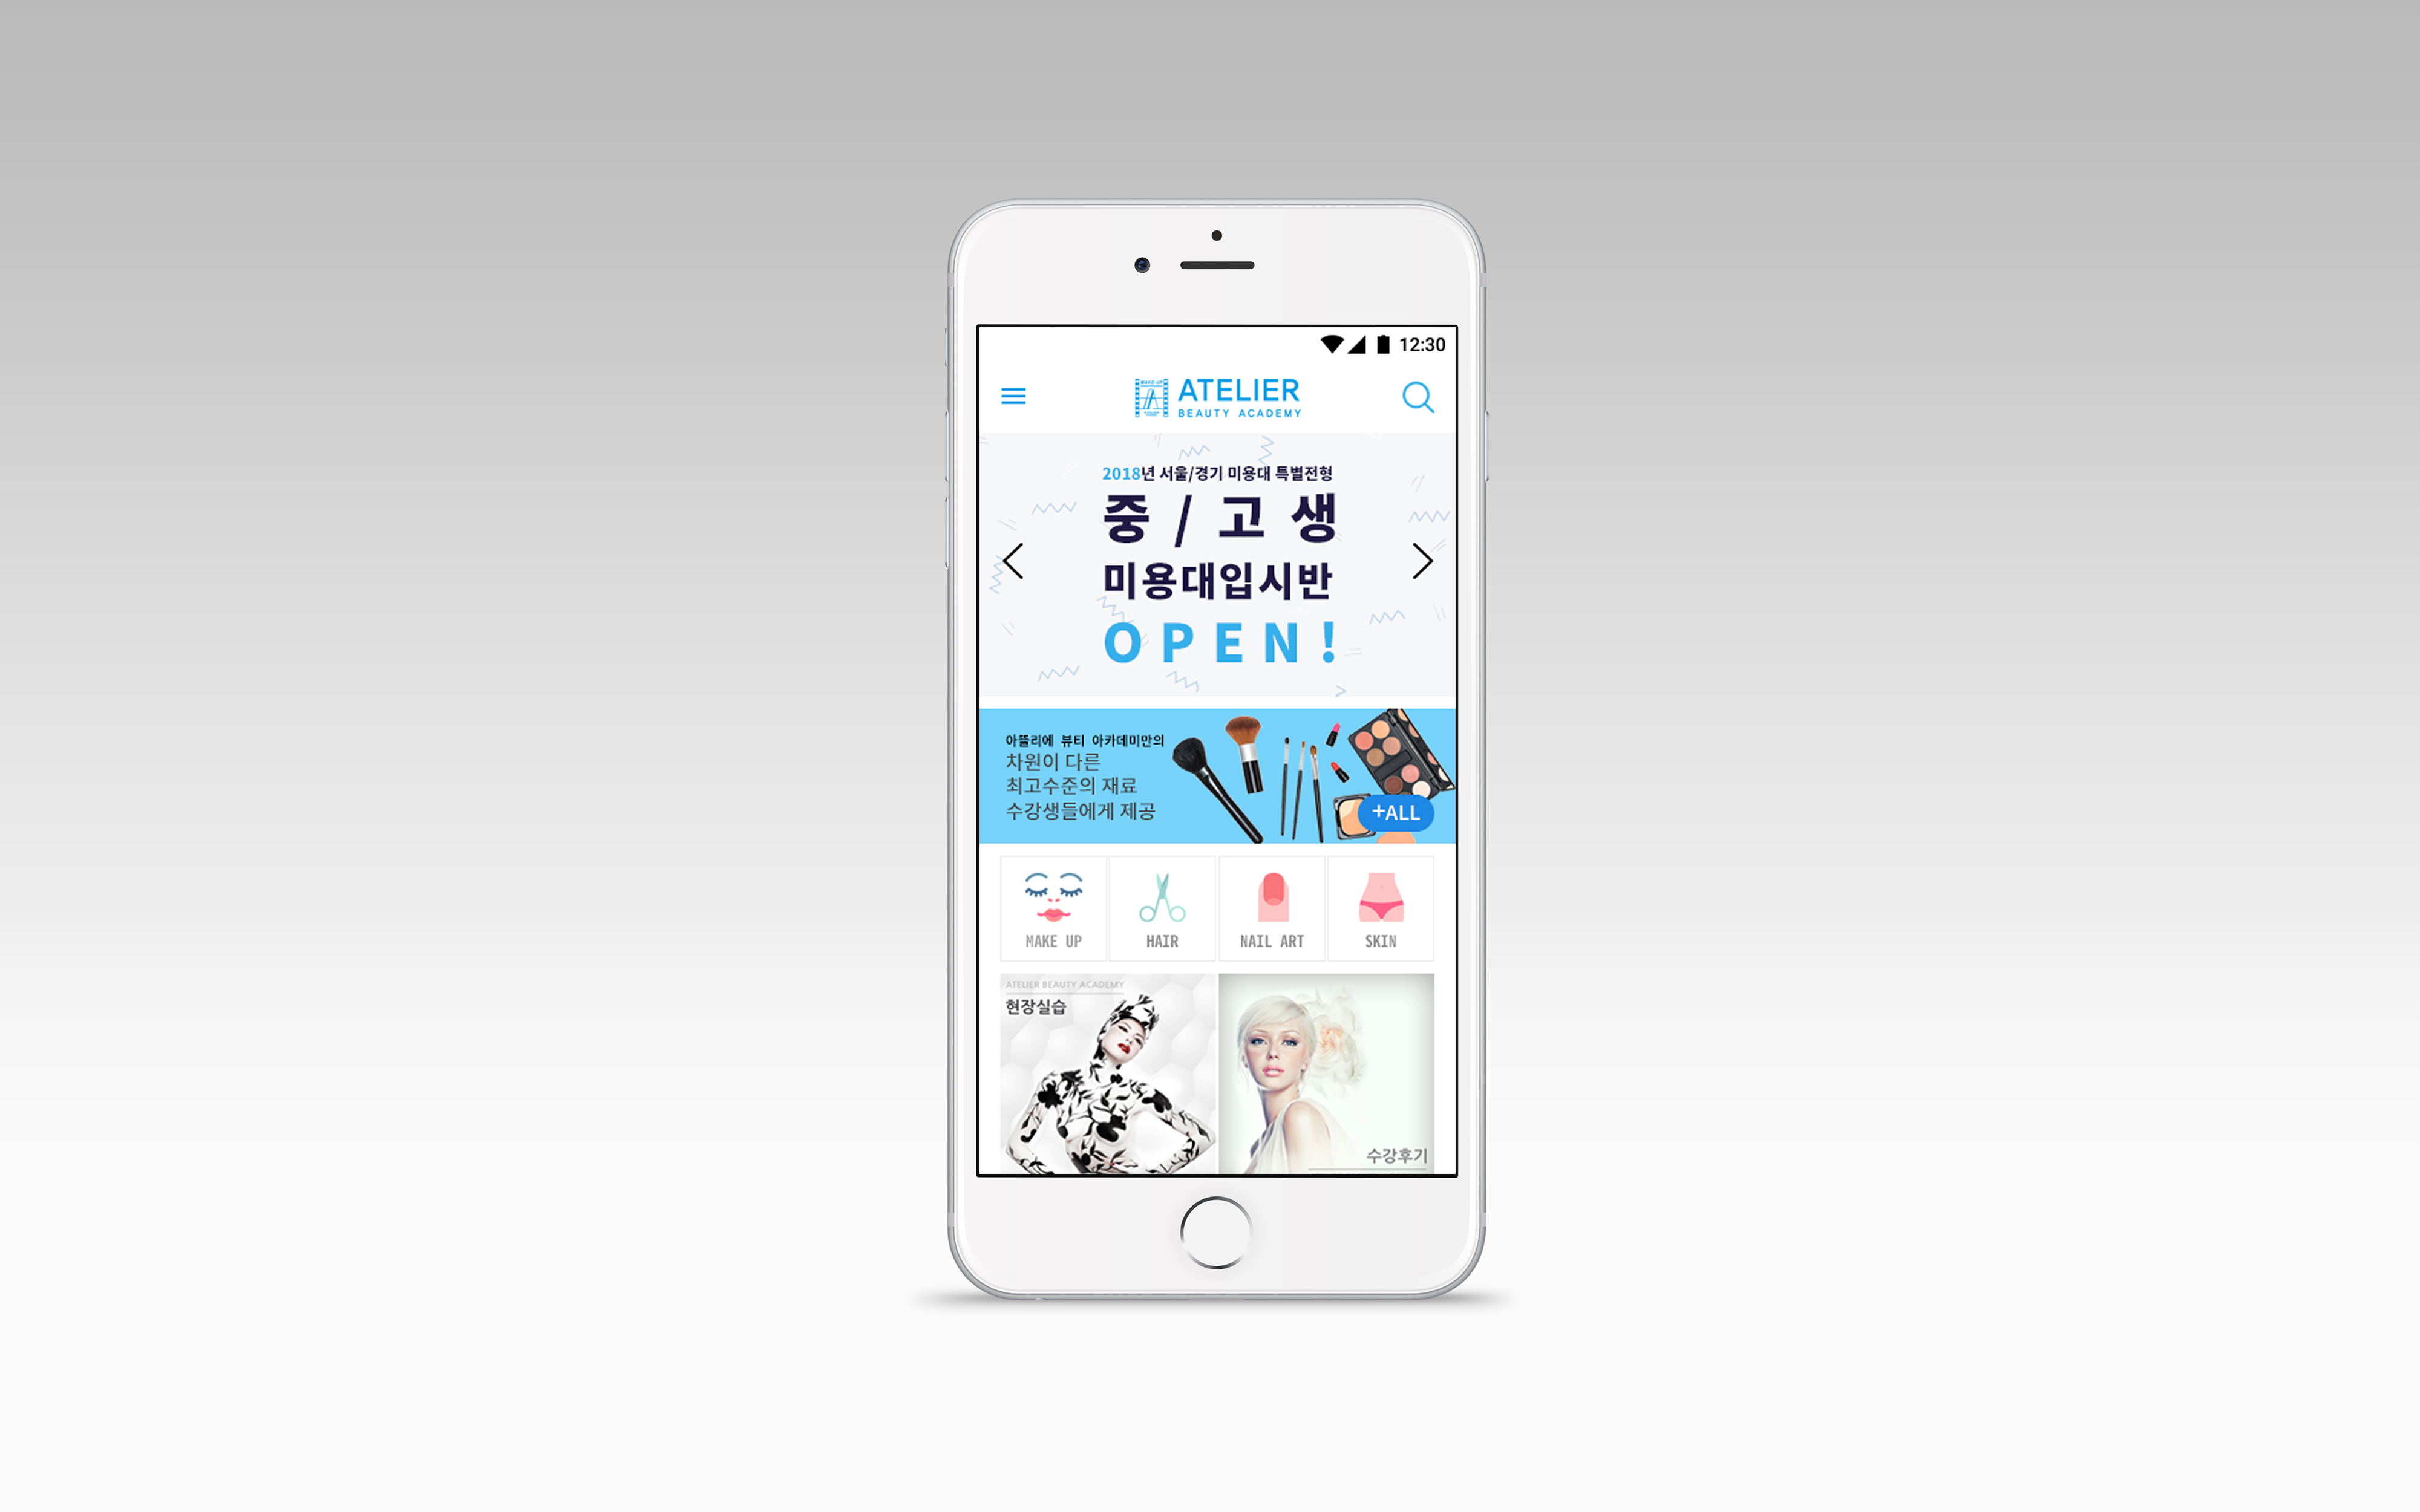 12:30
ATELIER
BEAUTY ACADEMY
2018년 서울/경기 미용대 특별전형
중 / 고 생
미용대입시반
OPEN!
아뜰리에 뷰티 아카데미만의
차원이 다른
최고수준의 재료
수강생들에게 제공
+ALL
MAKE UP
HAIR
NAIL ART
SKIN
ATELIER BEAUTY ACADEMY
현장실습
수강후기